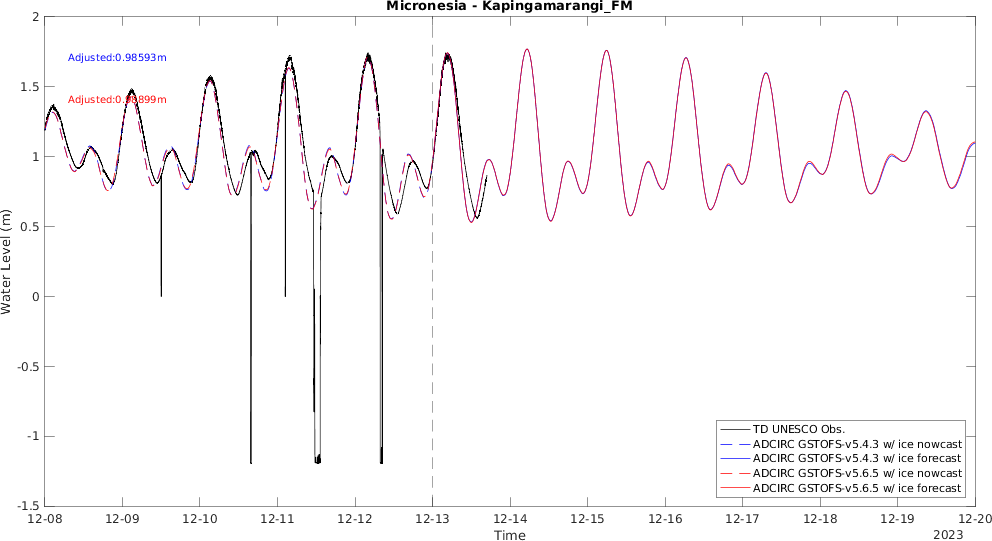 Micronesia - Kapingamarangi_FM
2
1.5
1
0.5
0
-0.5
-1
-1.5
Water Level (m)
Adjusted:0.98593m
Adjusted:0.98899m
TD UNESCO Obs.
ADCIRC GSTOFS-v5.4.3 w/ ice nowcast
ADCIRC GSTOFS-v5.4.3 w/ ice forecast
ADCIRC GSTOFS-v5.6.5 w/ ice nowcast
ADCIRC GSTOFS-v5.6.5 w/ ice forecast
12-08 12-09 12-10 12-11 12-12 12-13 12-14 12-15 12-16 12-17 12-18 12-19 12-20
Time
2023